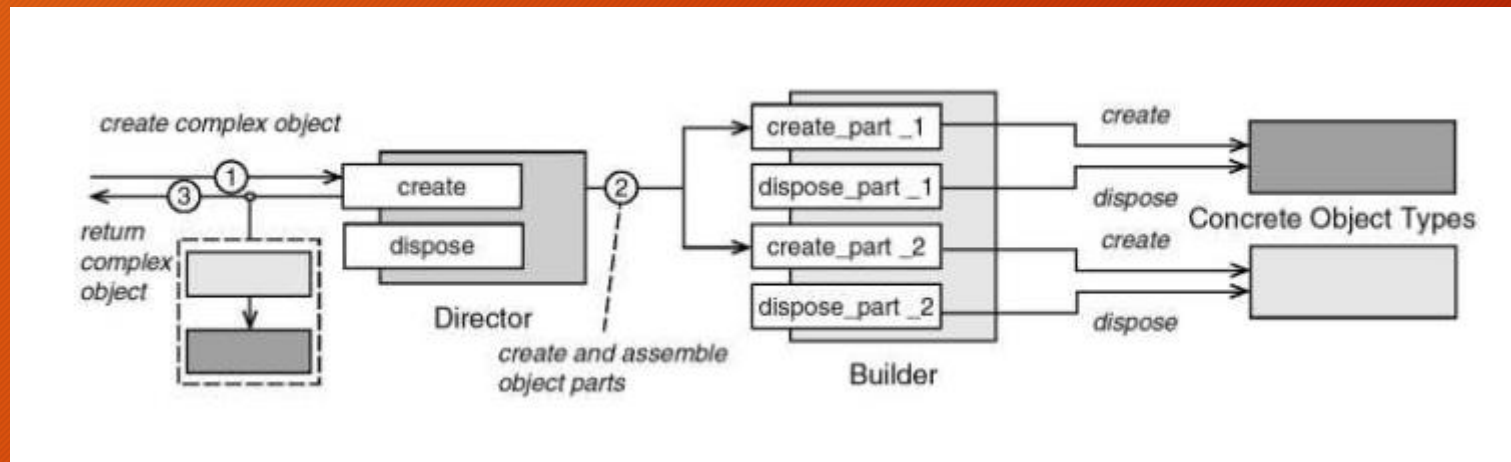 create complex object
1
3
create
dispose
return
complex
object
Director
2
create and assemble
object parts
create_part _1
dispose_part _1
create_part _2
dispose_part _2
Builder
create
dispose
Concrete Object Types
create
dispose